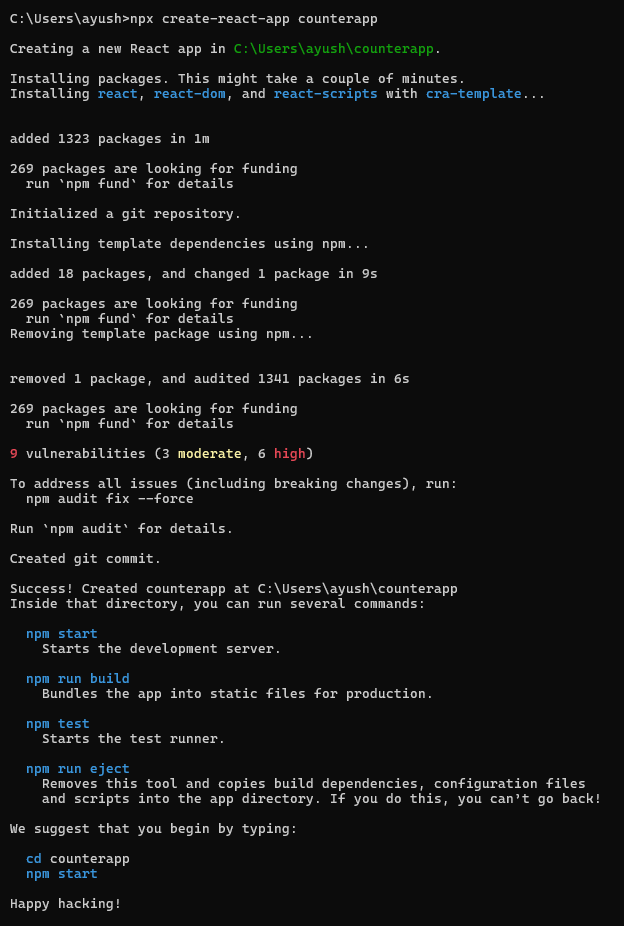 C:\Users\ayush>npx create-react-app counterapp
Creating a new React app in C:\Users\ayush\counterapp.
Installing packages. This might take a couple of minutes.
Installing react, react-dom, and react-scripts with cra-template...
added 1323 packages in 1m
269 packages are looking for funding
  run `npm fund` for details
Initialized a git repository.
Installing template dependencies using npm...
added 18 packages, and changed 1 package in 9s
269 packages are looking for funding
  run `npm fund` for details
Removing template package using npm...
removed 1 package, and audited 1341 packages in 6s
269 packages are looking for funding
  run `npm fund` for details
9 vulnerabilities (3 moderate, 6 high)
To address all issues (including breaking changes), run:
  npm audit fix --force
Run `npm audit` for details.
Created git commit.
Success! Created counterapp at C:\Users\ayush\counterapp
Inside that directory, you can run several commands:
  npm start
    Starts the development server.
  npm run build
    Bundles the app into static files for production.
  npm test
    Starts the test runner.
  npm run eject
    Removes this tool and copies build dependencies, configuration files
    and scripts into the app directory. If you do this, you can’t go back!
We suggest that you begin by typing:
  cd counterapp
  npm start
Happy hacking!